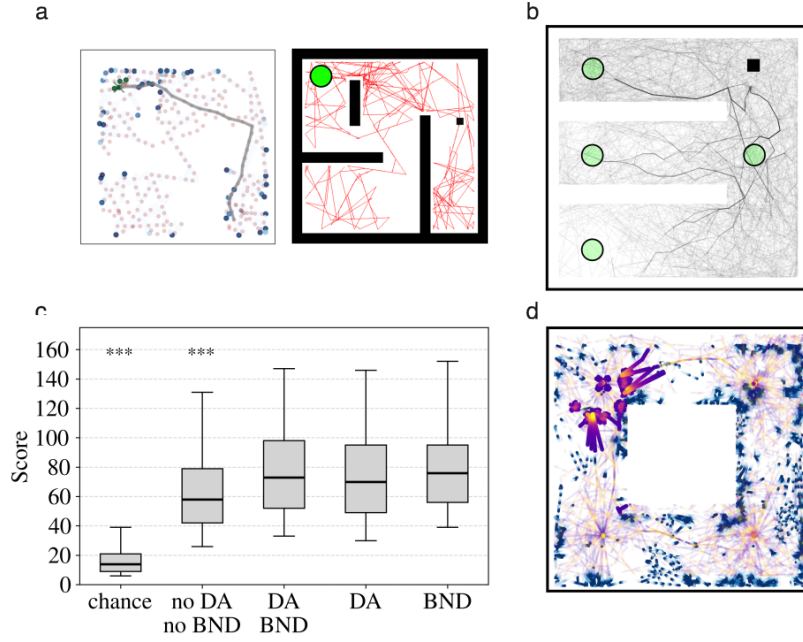 a
b
c
***
***
160
140
120
100
80
60
40
20
0
Score
chance
no DA
no BND
DA
BND
DA
BND
d